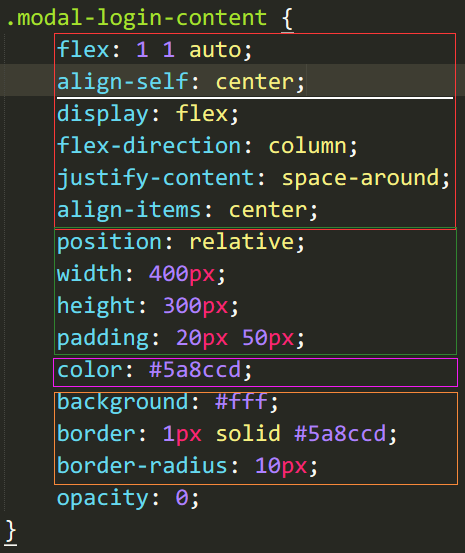 .modal-login-content {
flex: 1 1 auto;
align-self: center;
display: flex;
flex-direction: column;
justify-content: space-around;
align-items: center;
position: relative;
width: 400px;
height: 300px;
padding: 20px 50px;
color: #5a8ccd;
background: #fff;
border: 1px solid #5a8ccd;
border-radius: 10px;
opacity: 0;
}